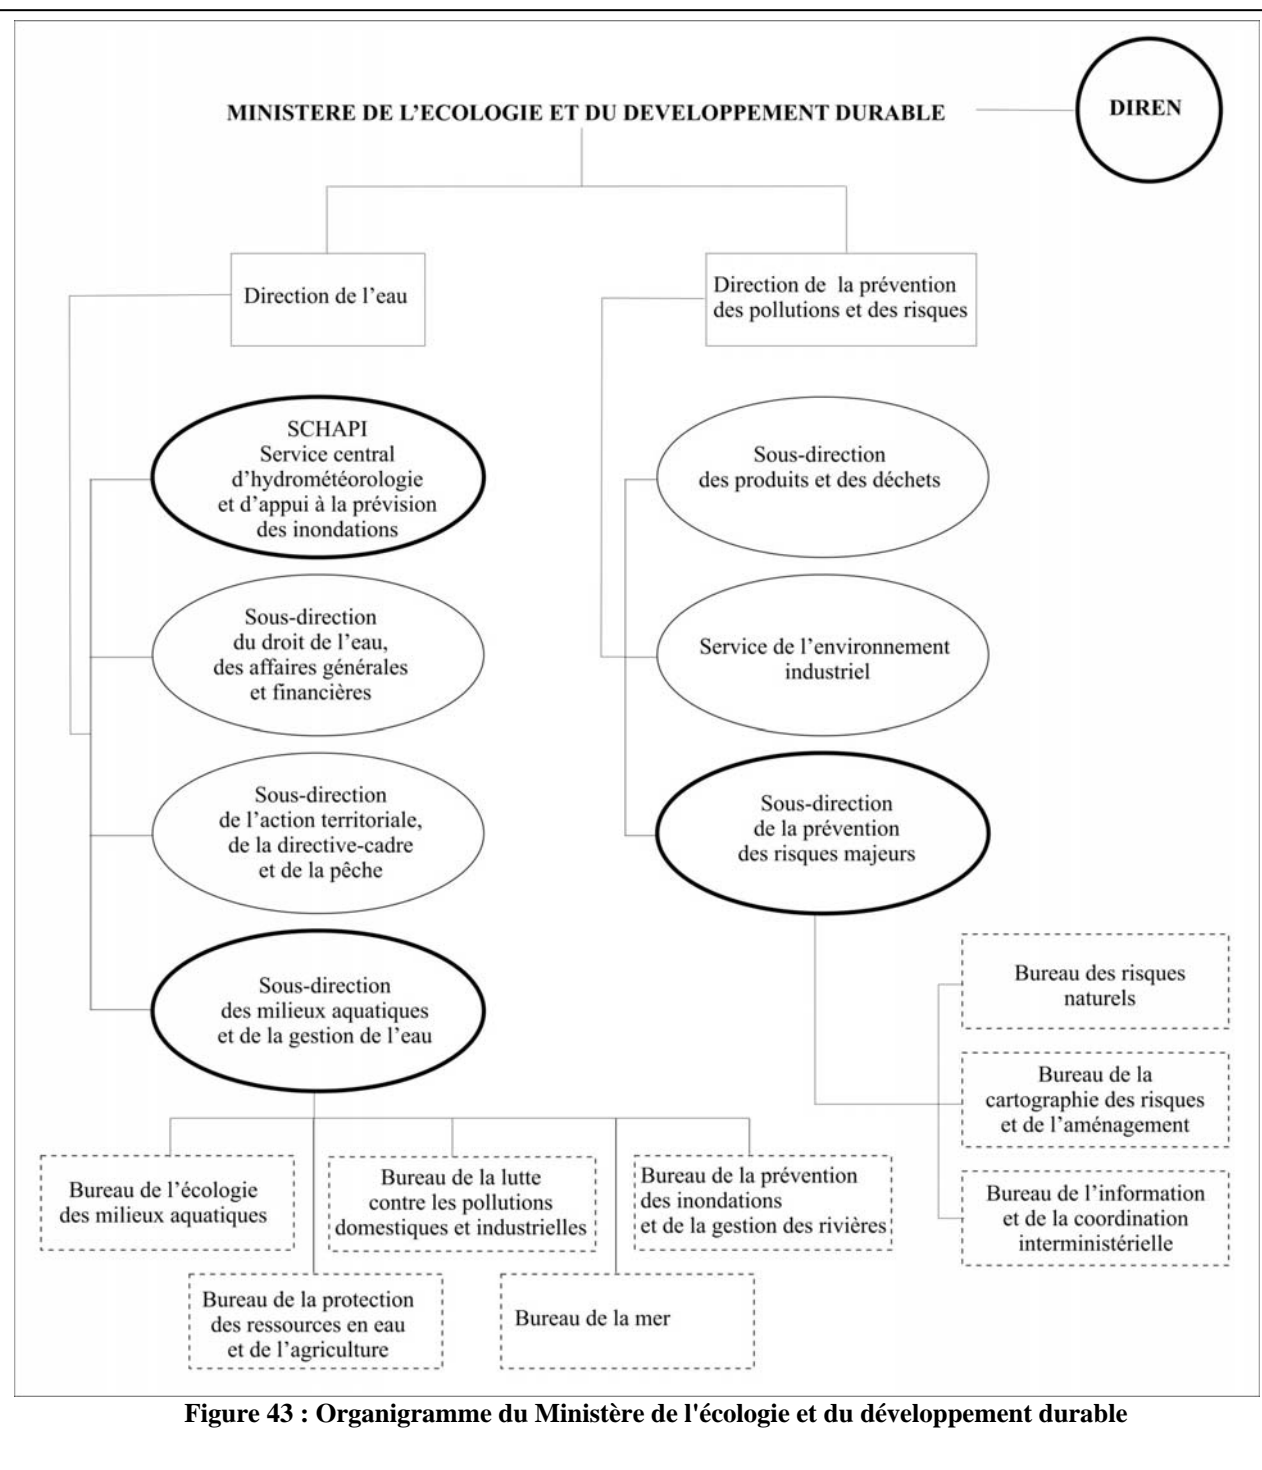 MINISTERE DE L’ECOLOGIE ET DU DEVELOPPEMENT DURABLE
DIREN
Direction de l’eau
Direction de la prévention
des pollutions et des risques
SCHAPI
Service central
d’hydrométéorologie
et d’appui à la prévision
des inondations
Sous-direction
des produits et des déchets
Sous-direction
du droit de l’eau,
des affaires générales
et financières
Service de l’environnement
industriel
Sous-direction
de l’action territoriale,
de la directive-cadre
et de la pêche
Sous-direction
de la prévention
des risques majeurs
Sous-direction
des milieux aquatiques
et de la gestion de l’eau
Bureau des risques
naturels
Bureau de la
cartographie des risques
et de l’aménagement
Bureau de l’information
et de la coordination
interministérielle
Bureau de l’écologie
des milieux aquatiques
Bureau de la lutte
contre les pollutions
domestiques et industrielles
Bureau de la prévention
des inondations
et de la gestion des rivières
Bureau de la protection
des ressources en eau
et de l’agriculture
Bureau de la mer
Figure 43 : Organigramme du Ministère de l'écologie et du développement durable